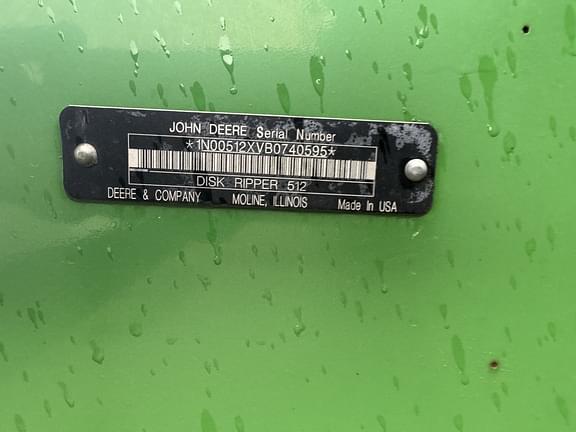 JOHN DEERE Serial Number
*1N00512XVB0740595*
DISK RIPPER 512
DEERE & COMPANY MOLINE, ILLINOIS Made In USA